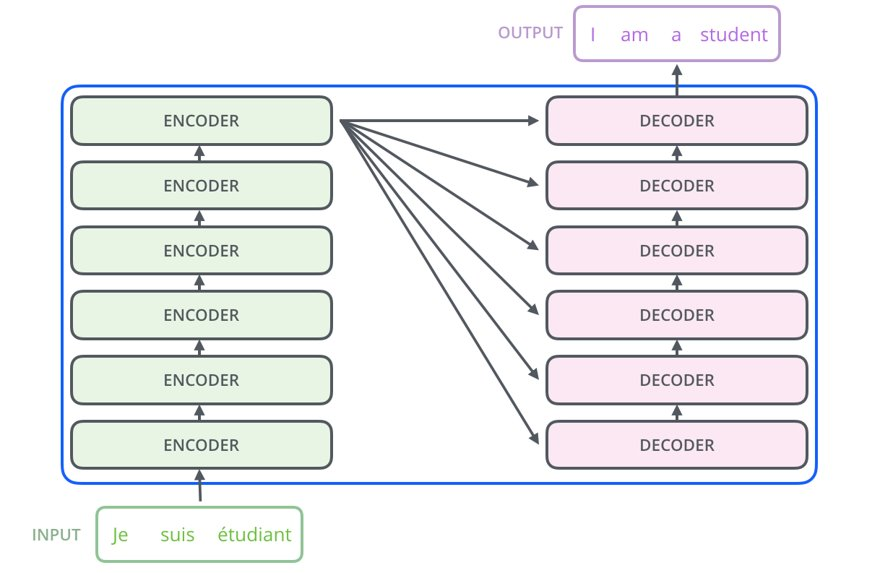 OUTPUT I am a student
ENCODER DECODER
ENCODER DECODER
ENCODER DECODER
ENCODER DECODER
ENCODER DECODER
ENCODER DECODER
INPUT Je suis étudiant